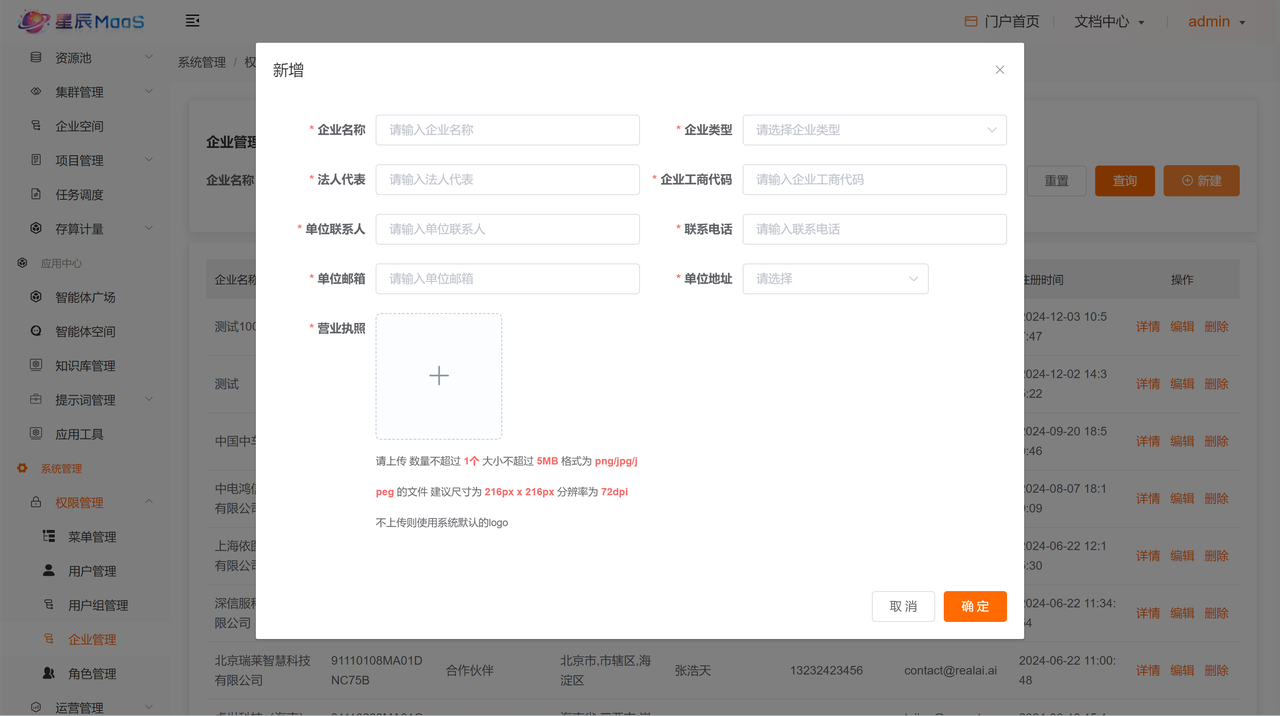 星辰MaaS
门户首页
文档中心
admin
资源池
系统管理 / 权
集群管理
企业空间
项目管理
任务调度
存算计量
应用中心
智能体广场
智能体空间
知识库管理
提示词管理
应用工具
系统管理
权限管理
菜单管理
用户管理
用户组管理
企业管理
角色管理
运营管理
企业管理
企业名称
重置
查询
新建
新增
* 企业名称 请输入企业名称
* 企业类型 请选择企业类型
* 法人代表 请输入法人代表
* 企业工商代码 请输入企业工商代码
* 单位联系人 请输入单位联系人
* 联系电话 请输入联系电话
* 单位邮箱 请输入单位邮箱
* 单位地址 请选择
* 营业执照
请上传 数量不超过 1个 大小不超过 5MB 格式为 png/jpg/j
peg 的文件 建议尺寸为 216px x 216px 分辨率为 72dpi
不上传则使用系统默认的logo
取 消
确 定
企业名称
注册时间
操作
测试100
2024-12-03 10:5
7:47
详情 编辑 删除
测试
2024-12-02 14:3
:22
详情 编辑 删除
中国中车
2024-09-20 18:5
:46
详情 编辑 删除
中电鸿信
有限公司
2024-08-07 18:1
:09
详情 编辑 删除
上海依图
有限公司
2024-06-22 12:1
:30
详情 编辑 删除
深信服科
限公司
2024-06-22 11:34:
54
详情 编辑 删除
北京瑞莱智慧科技
有限公司
91110108MA01D
NC75B
合作伙伴
北京市,市辖区,海
淀区
张浩天
13232423456
contact@realai.ai
2024-06-22 11:00:
48
详情 编辑 删除